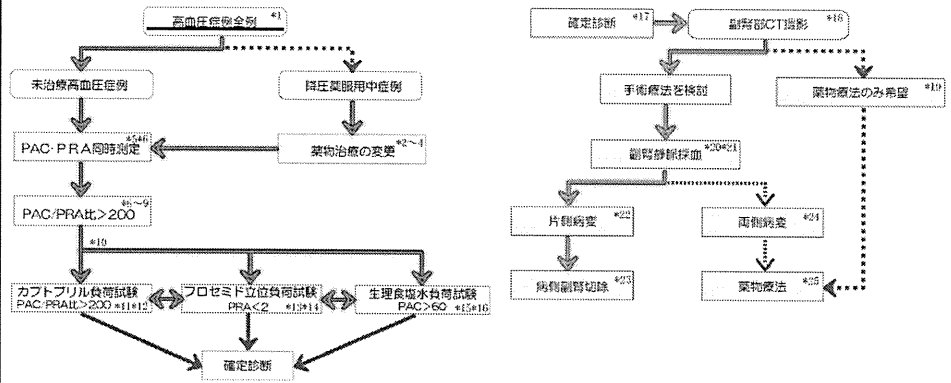 高血圧症例全例 *1
未治療高血圧症例
降圧薬服用中症例
PAC・PRA同時測定 *5*6
薬物治療の変更 *2～4
PAC/PRA比>200 *6～9
*10
カプトプリル負荷試験
PAC/PRA比>200 *11*12
フロセミド立位負荷試験
PRA<2 *13*14
生理食塩水負荷試験
PAC>60 *15*16
確定診断
確定診断 *17
副腎部CT撮影 *18
手術療法を検討
薬物療法のみ希望 *19
副腎静脈採血 *20*21
片側病変 *22
両側病変 *24
病側副腎切除 *23
薬物療法 *25